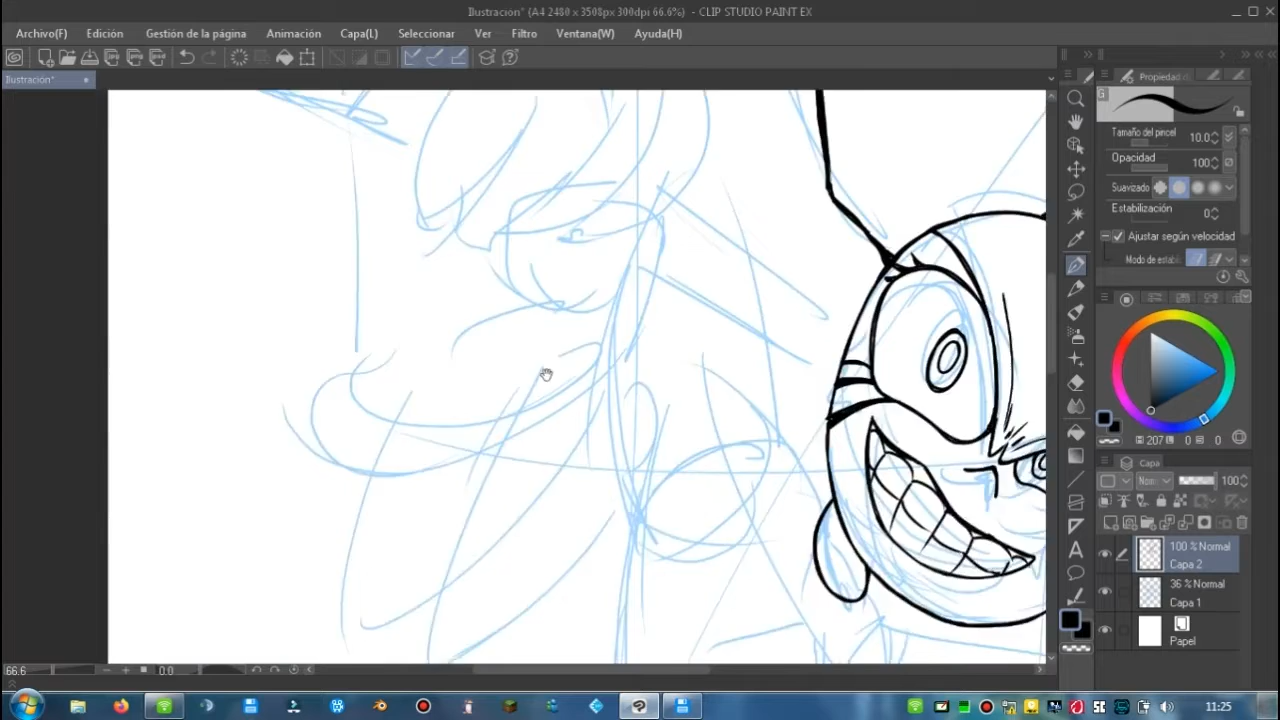 Ilustración* (A4 2480 x 3508px 300dpi 66.6%) - CLIP STUDIO PAINT EX
Archivo(F) Edición Gestión de la página Animación Capa(L) Seleccionar Ver Filtro Ventana(W) Ayuda(H)
Ilustración*
Propiedad d
G
Tamaño del pincel 10.0
Opacidad 100
Suavizado
Estabilización 0
Ajustar según velocidad
Modo de estab
207 0 0
Capa
Norm 100
100 % Normal
Capa 2
36 % Normal
Capa 1
Papel
66.6 0.0
11:25